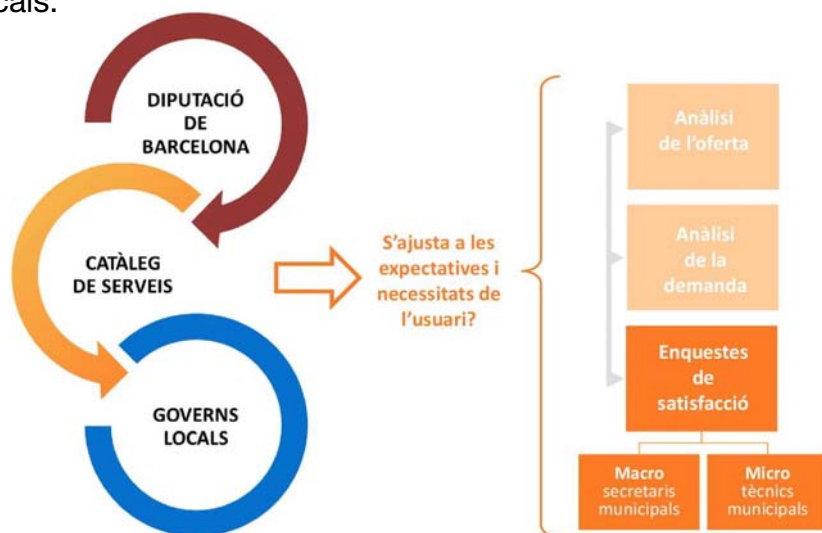 cals.
DIPUTACIÓ
DE
BARCELONA
CATÀLEG
DE SERVEIS
GOVERNS
LOCALS
S'ajusta a les
expectatives i
necessitats de
l'usuari?
Anàlisi
de l'oferta
Anàlisi
de la
demanda
Enquestes
de
satisfacció
Macro
secretaris
municipals
Micro
tècnics
municipals